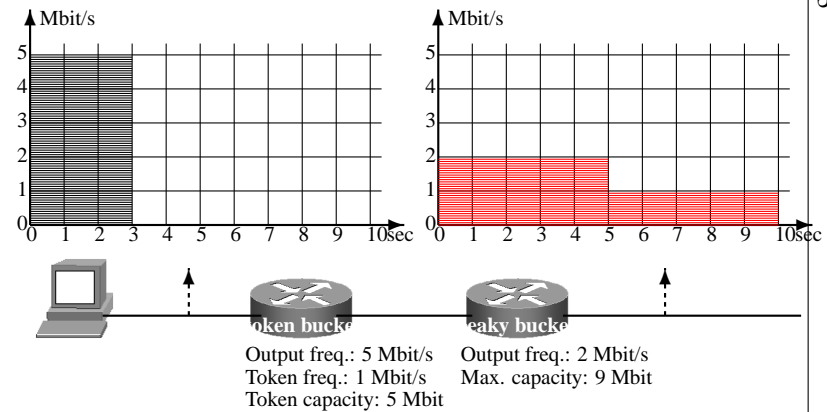 Mbit/s
Mbit/s
5
4
3
2
1
0
0 1 2 3 4 5 6 7 8 9 10sec
5
4
3
2
1
0
0 1 2 3 4 5 6 7 8 9 10sec
oken bucke
eaky bucke
Output freq.: 5 Mbit/s
Token freq.: 1 Mbit/s
Token capacity: 5 Mbit
Output freq.: 2 Mbit/s
Max. capacity: 9 Mbit